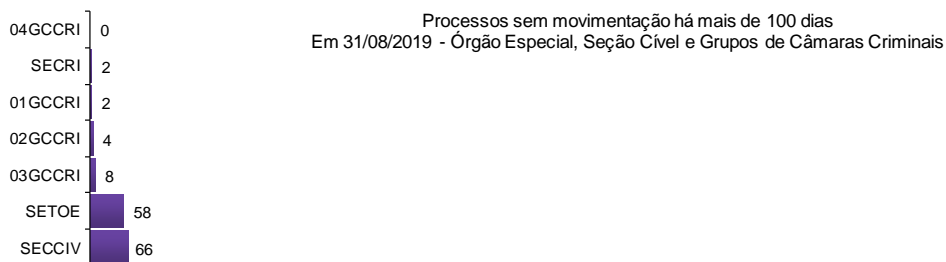 Processos sem movimentação há mais de 100 dias
Em 31/08/2019 - Órgão Especial, Seção Cível e Grupos de Câmaras Criminais
04GCCRI 0
SECRI 2
01GCCRI 2
02GCCRI 4
03GCCRI 8
SETOE 58
SECCIV 66